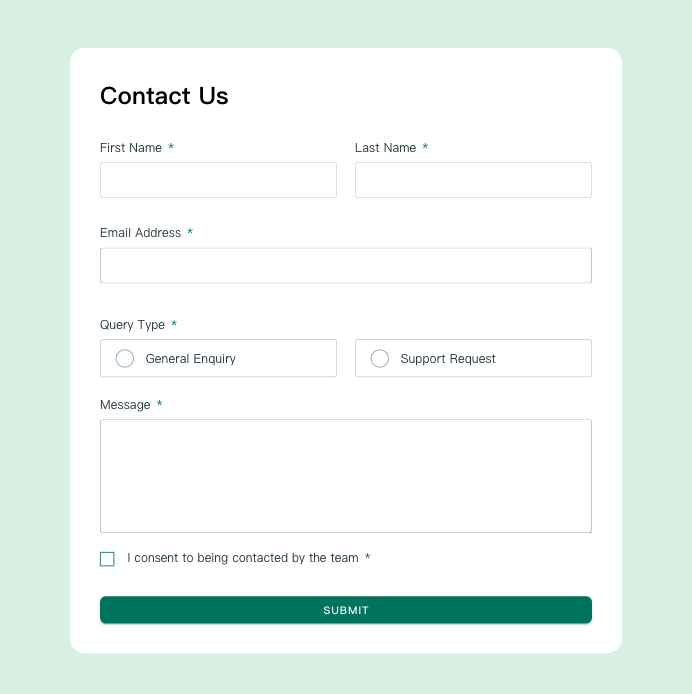 Contact Us
First Name *
Last Name *
Email Address *
Query Type *
General Enquiry
Support Request
Message *
I consent to being contacted by the team *
SUBMIT